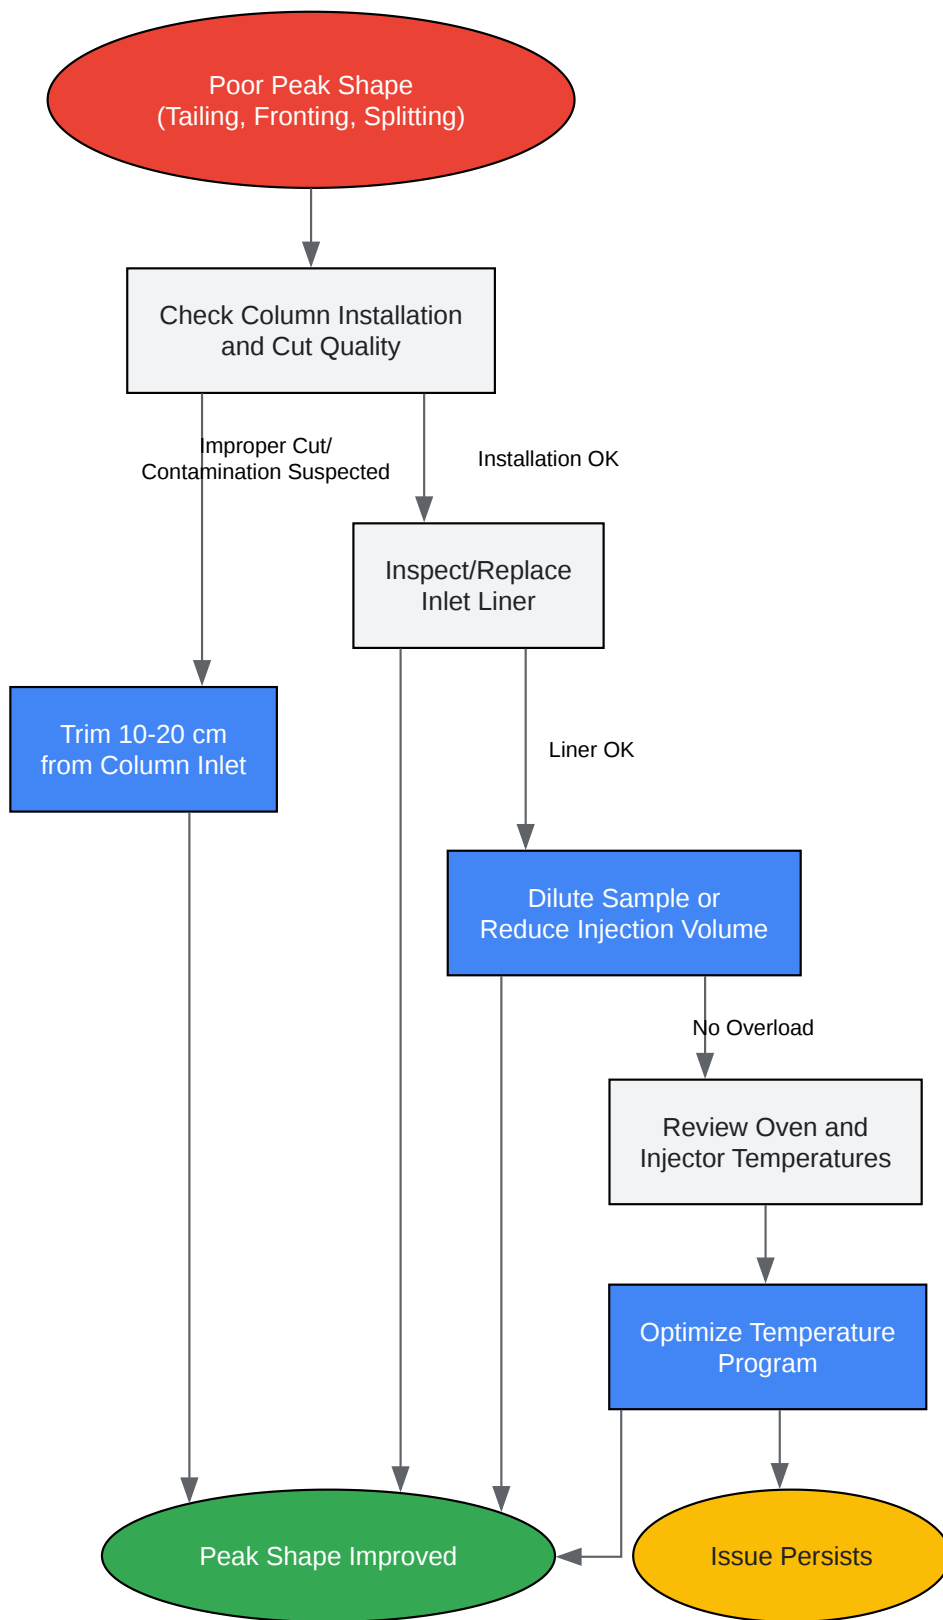 Poor Peak Shape
(Tailing, Fronting, Splitting)
Check Column Installation
and Cut Quality
Improper Cut/
Contamination Suspected
Installation OK
Inspect/Replace
Inlet Liner
Trim 10-20 cm
from Column Inlet
Liner OK
Dilute Sample or
Reduce Injection Volume
No Overload
Review Oven and
Injector Temperatures
Optimize Temperature
Program
Peak Shape Improved
Issue Persists